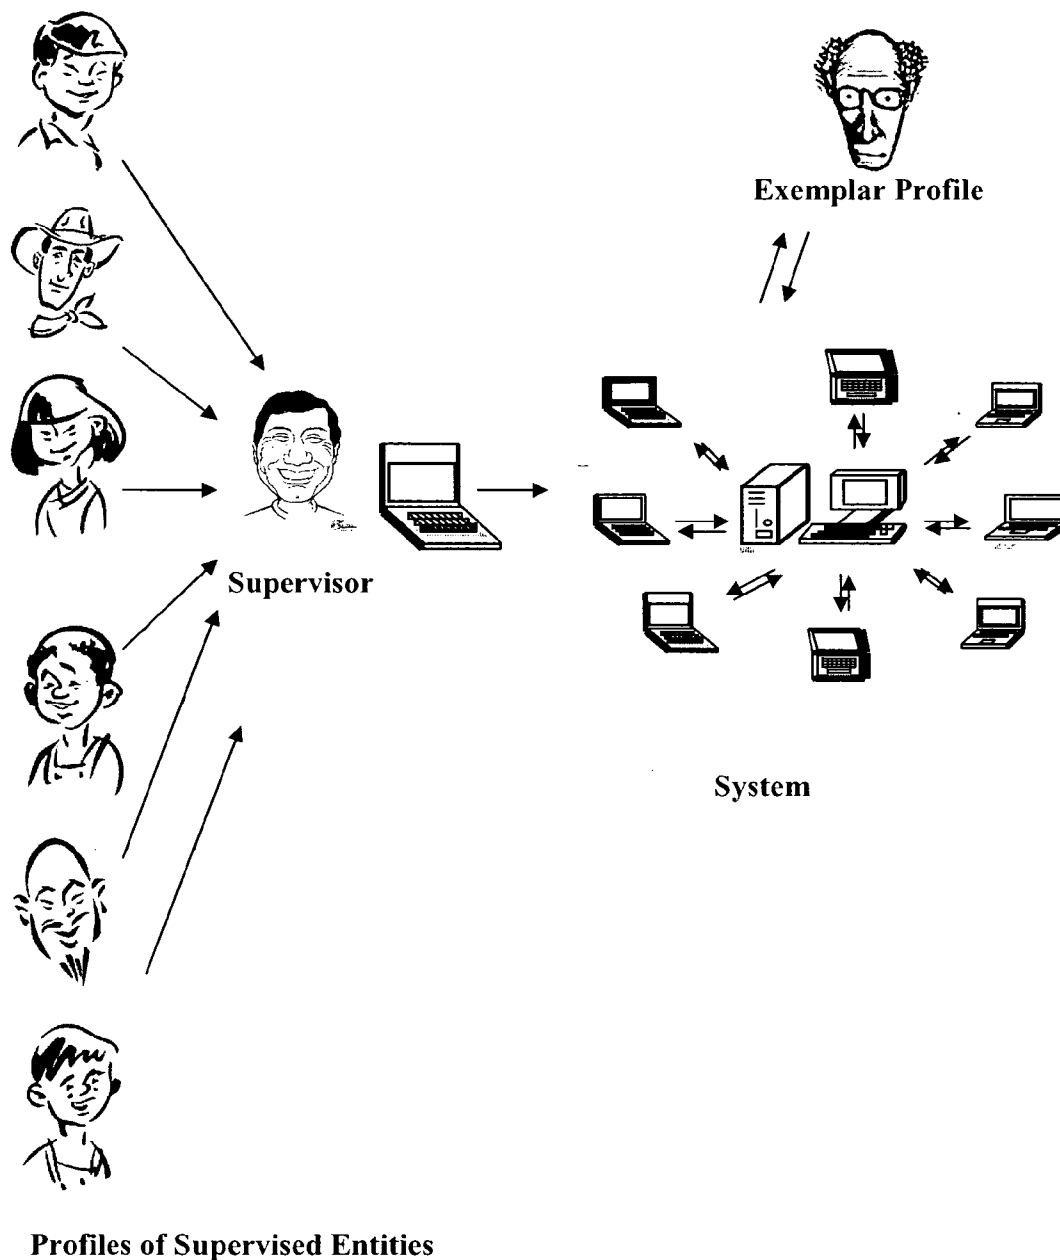 Exemplar Profile
Supervisor
System
Profiles of Supervised Entities